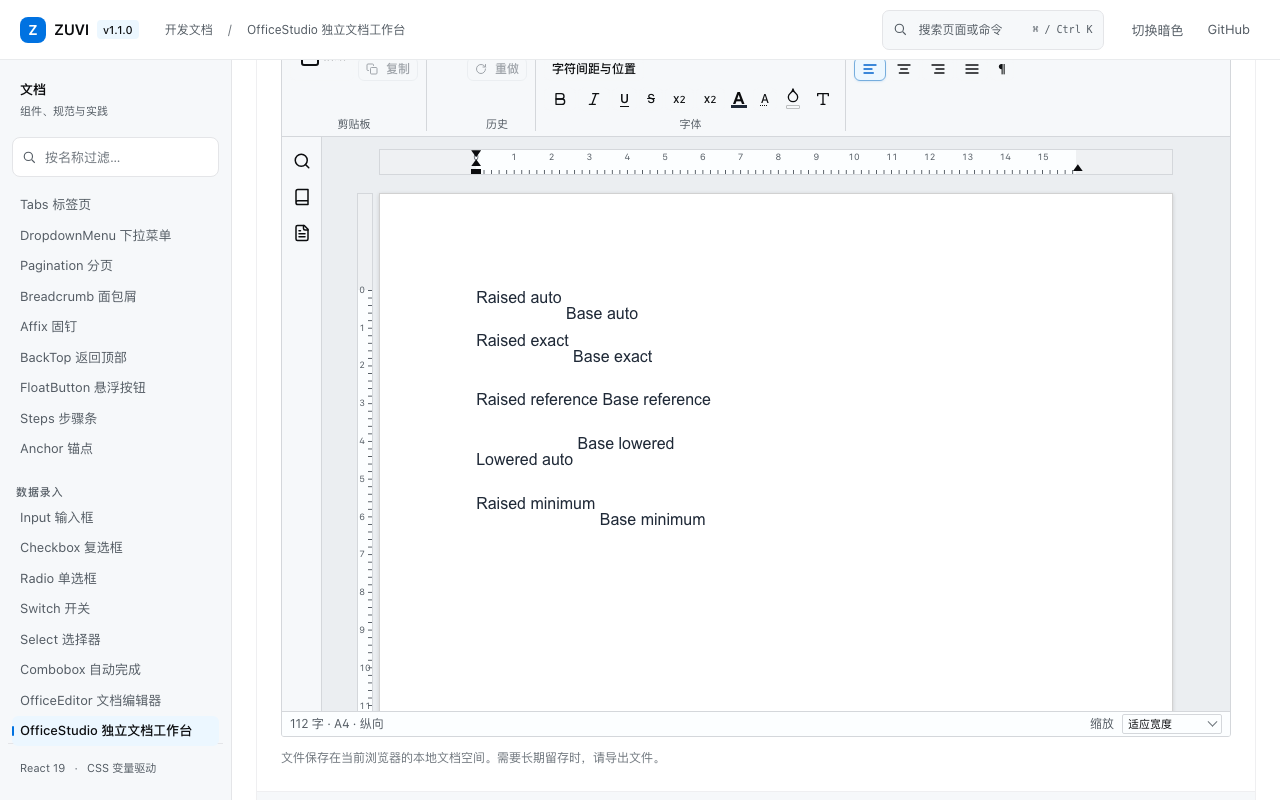 Z ZUVI v1.1.0 开发文档 / OfficeStudio 独立文档工作台 搜索页面或命令 ⌘ / Ctrl K 切换暗色 GitHub
文档
组件、规范与实践
按名称过滤...
Tabs 标签页
DropdownMenu 下拉菜单
Pagination 分页
Breadcrumb 面包屑
Affix 固钉
BackTop 返回顶部
FloatButton 悬浮按钮
Steps 步骤条
Anchor 锚点
数据录入
Input 输入框
Checkbox 复选框
Radio 单选框
Switch 开关
Select 选择器
Combobox 自动完成
OfficeEditor 文档编辑器
OfficeStudio 独立文档工作台
React 19 · CSS 变量驱动
复制 重做 字符间距与位置
B I U S x2 x2 A A T
剪贴板 历史 字体
1 2 3 4 5 6 7 8 9 10 11 12 13 14 15
0
1
2
3
4
5
6
7
8
9
10
11
Raised auto
Base auto
Raised exact
Base exact
Raised reference Base reference
Base lowered
Lowered auto
Raised minimum
Base minimum
112 字 · A4 · 纵向 缩放 适应宽度
文件保存在当前浏览器的本地文档空间。需要长期留存时，请导出文件。